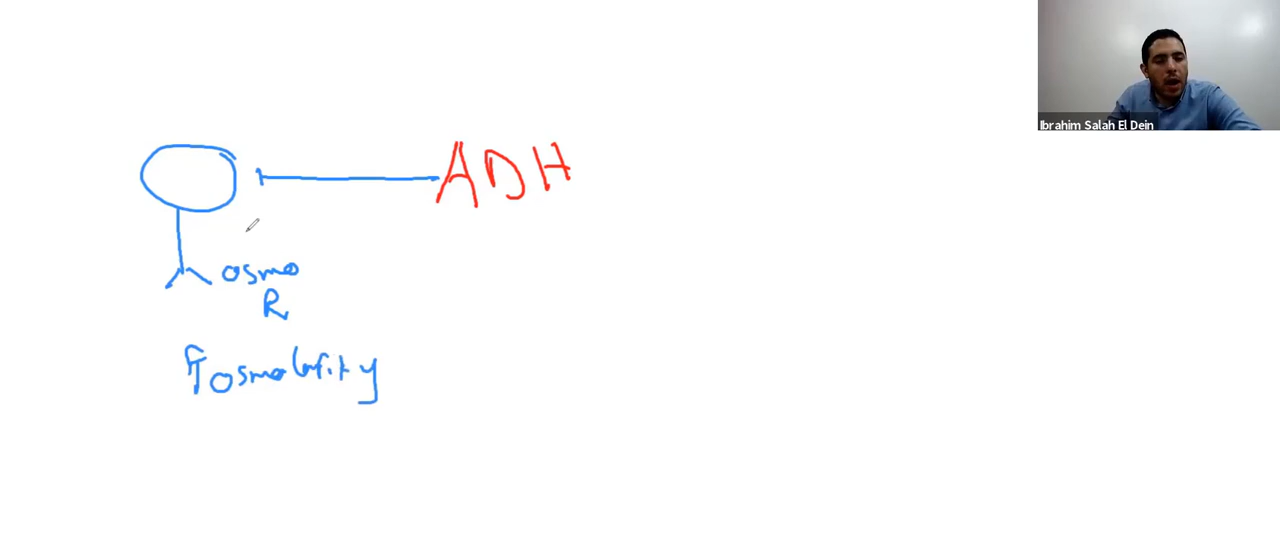 Ibrahim Salah El Dein
ADH
osmo
R
↑osmolarity